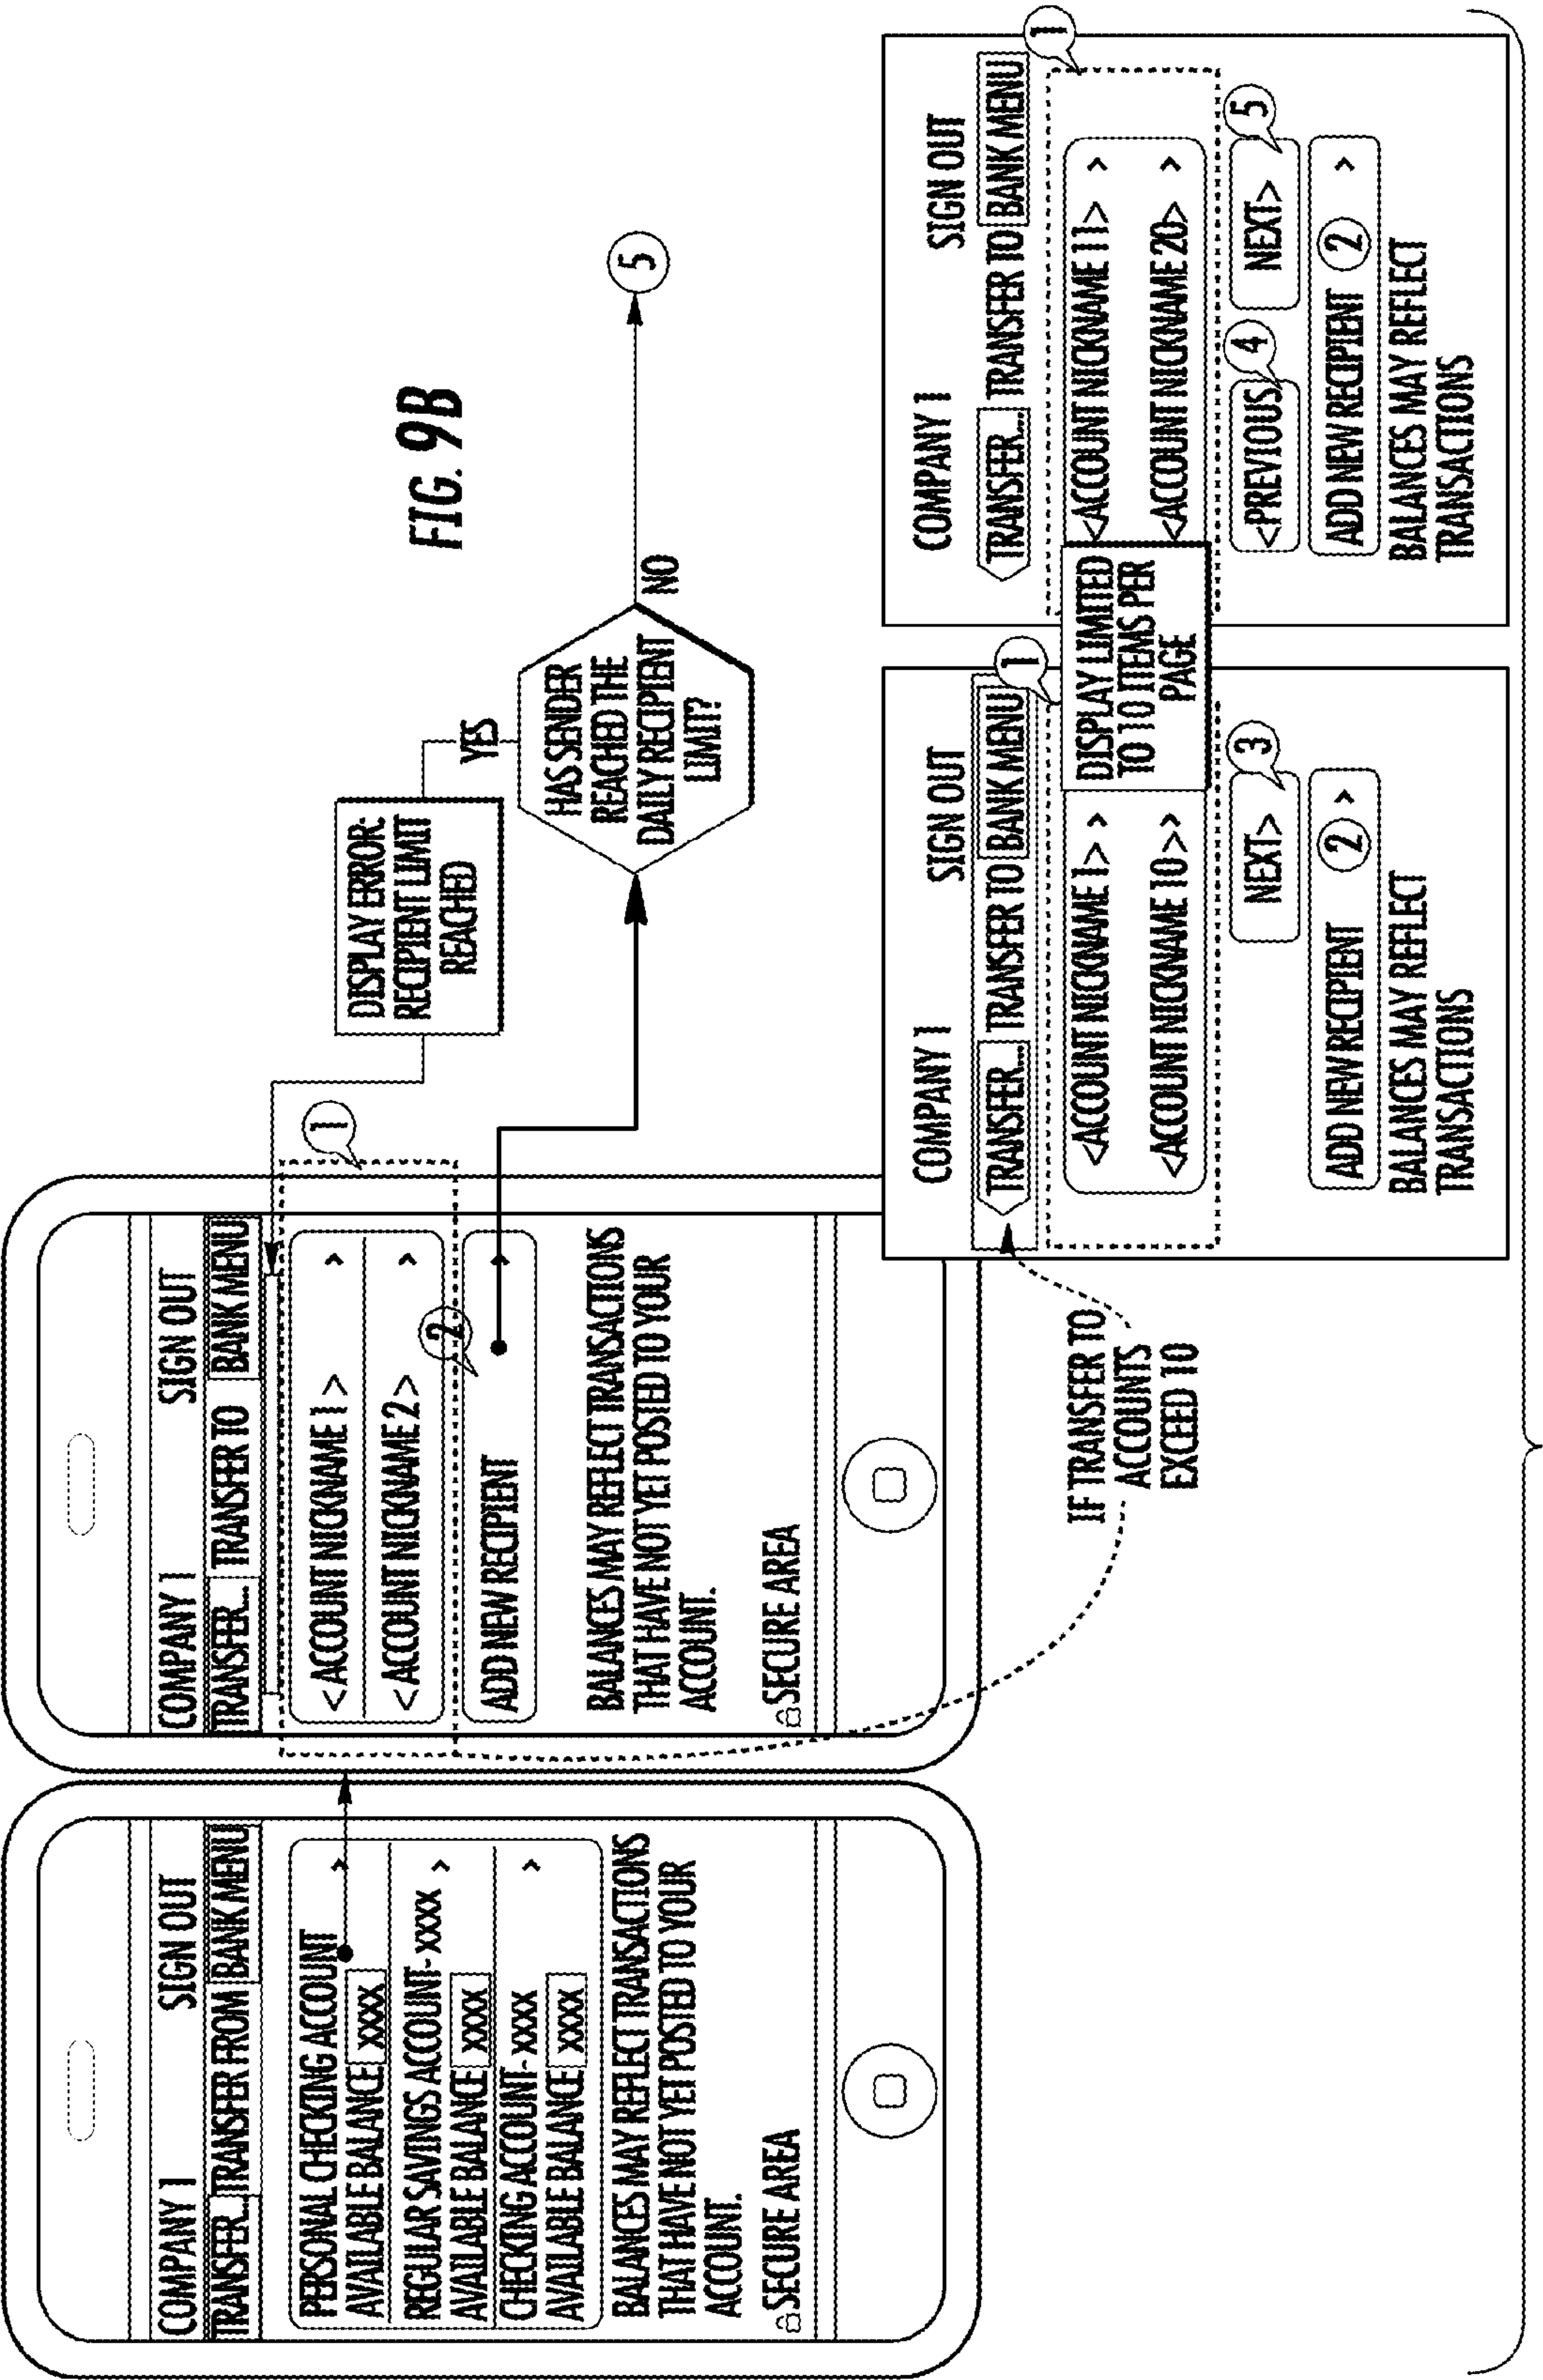 FIG. 9B
COMPANY 1 SIGN OUT
TRANSFER... TRANSFER FROM BANK MENU
PERSONAL CHECKING ACCOUNT >
AVAILABLE BALANCE XXXX
REGULAR SAVINGS ACCOUNT-XXXX >
AVAILABLE BALANCE XXXX
CHECKING ACCOUNT-XXXX >
AVAILABLE BALANCE XXXX
BALANCES MAY REFLECT TRANSACTIONS
THAT HAVE NOT YET POSTED TO YOUR
ACCOUNT.
SECURE AREA
COMPANY 1 SIGN OUT
TRANSFER... TRANSFER TO BANK MENU
1
<ACCOUNT NICKNAME 1> >
<ACCOUNT NICKNAME 2> >
2
ADD NEW RECIPIENT >
BALANCES MAY REFLECT TRANSACTIONS
THAT HAVE NOT YET POSTED TO YOUR
ACCOUNT.
SECURE AREA
DISPLAY ERROR:
RECIPIENT LIMIT
REACHED
YES
HAS SENDER
REACHED THE
DAILY RECIPIENT
LIMIT?
NO
5
IF TRANSFER TO
ACCOUNTS
EXCEED 10
COMPANY 1 SIGN OUT
TRANSFER... TRANSFER TO BANK MENU
1
<ACCOUNT NICKNAME 1> >
<ACCOUNT NICKNAME 10> >
NEXT> 3
ADD NEW RECIPIENT 2 >
BALANCES MAY REFLECT
TRANSACTIONS
DISPLAY LIMITED
TO 10 ITEMS PER
PAGE
COMPANY 1 SIGN OUT
TRANSFER... TRANSFER TO BANK MENU
1
<ACCOUNT NICKNAME 11> >
<ACCOUNT NICKNAME 20> >
<PREVIOUS 4 NEXT> 5
ADD NEW RECIPIENT 2 >
BALANCES MAY REFLECT
TRANSACTIONS